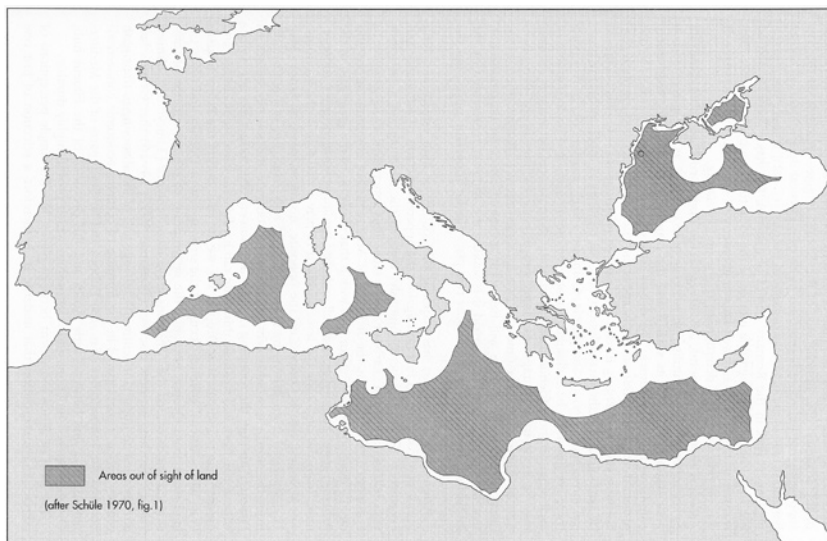 Areas out of sight of land
(after Schüle 1970, fig.1)